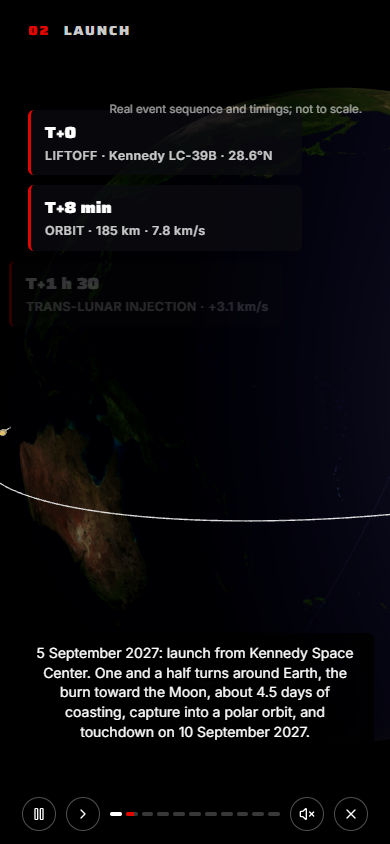 02 LAUNCH
Real event sequence and timings; not to scale.
T+0
LIFTOFF · Kennedy LC-39B · 28.6°N
T+8 min
ORBIT · 185 km · 7.8 km/s
T+1 h 30
TRANS-LUNAR INJECTION · +3.1 km/s
5 September 2027: launch from Kennedy Space
Center. One and a half turns around Earth, the
burn toward the Moon, about 4.5 days of
coasting, capture into a polar orbit, and
touchdown on 10 September 2027.